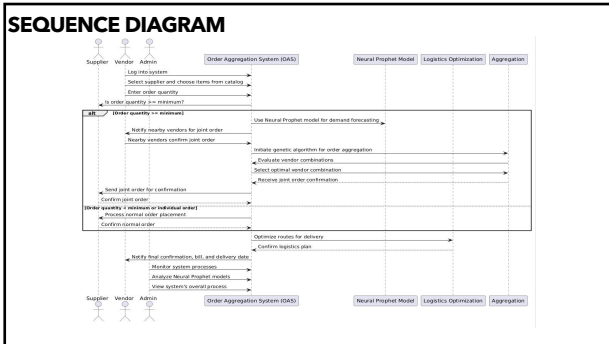 SEQUENCE DIAGRAM
Supplier Vendor Admin Order Aggregation System (OAS) Neural Prophet Model Logistics Optimization Aggregation
Log into system
Select supplier and choose items from catalog
Enter order quantity
Is order quantity >= minimum?
alt [Order quantity >= minimum]
Use Neural Prophet model for demand forecasting
Notify nearby vendors for joint order
Nearby vendors confirm joint order
Initiate genetic algorithm for order aggregation
Evaluate vendor combinations
Select optimal vendor combination
Receive joint order confirmation
Send joint order for confirmation
Confirm joint order
[Order quantity < minimum or individual order]
Process normal order placement
Confirm normal order
Optimize routes for delivery
Confirm logistics plan
Notify final confirmation, bill, and delivery date
Monitor system processes
Analyze Neural Prophet models
View system's overall process
Supplier Vendor Admin Order Aggregation System (OAS) Neural Prophet Model Logistics Optimization Aggregation